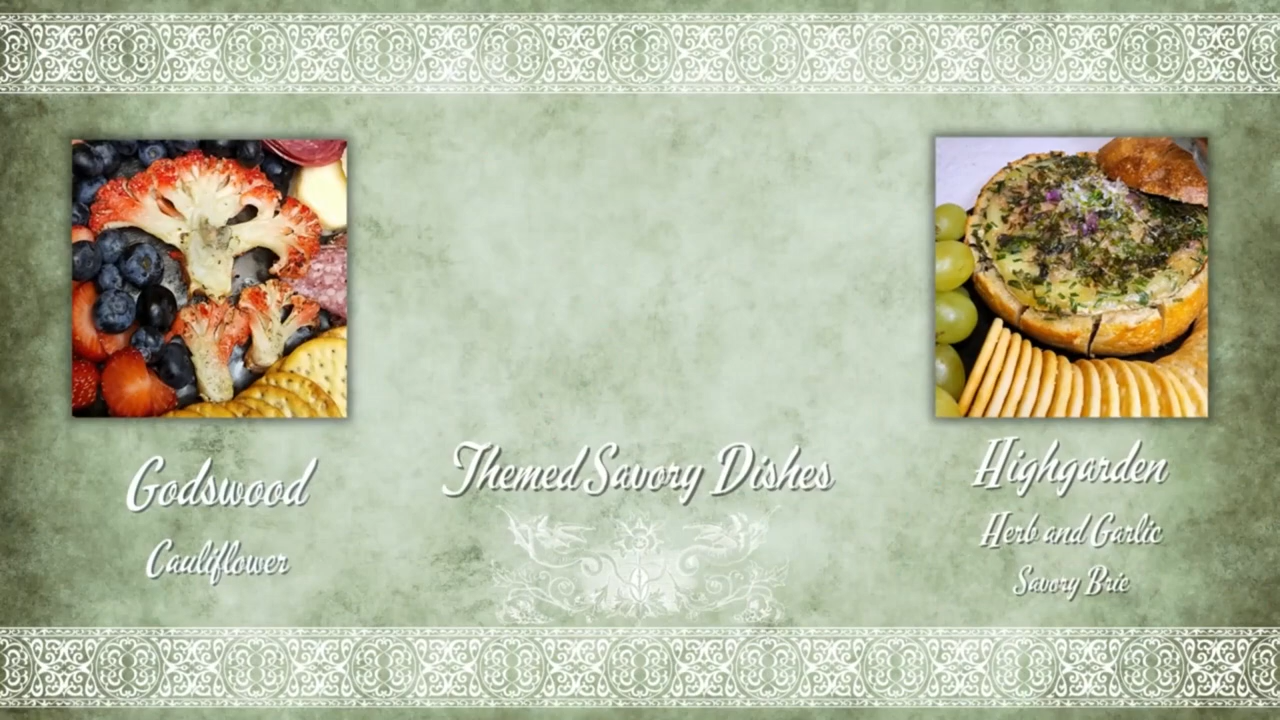 Godswood
Cauliflower
Themed Savory Dishes
Highgarden
Herb and Garlic
Savory Brie